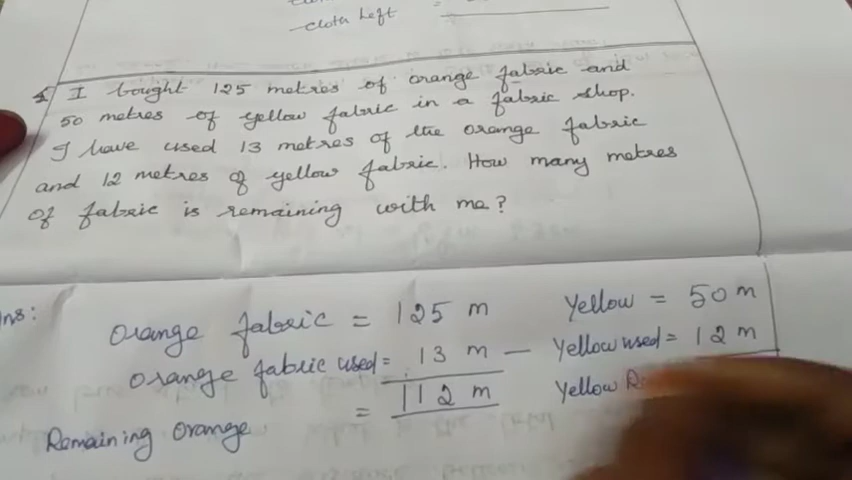 cloth Left =
I bought 125 metres of orange fabric and
50 metres of yellow fabric in a fabric shop.
I have used 13 metres of the orange fabric
and 12 metres of yellow fabric. How many metres
of fabric is remaining with me?
Orange fabric = 125 m
Orange fabric used = 13 m −
Remaining Orange = 112 m
Yellow = 50 m
Yellow used = 12 m
Yellow